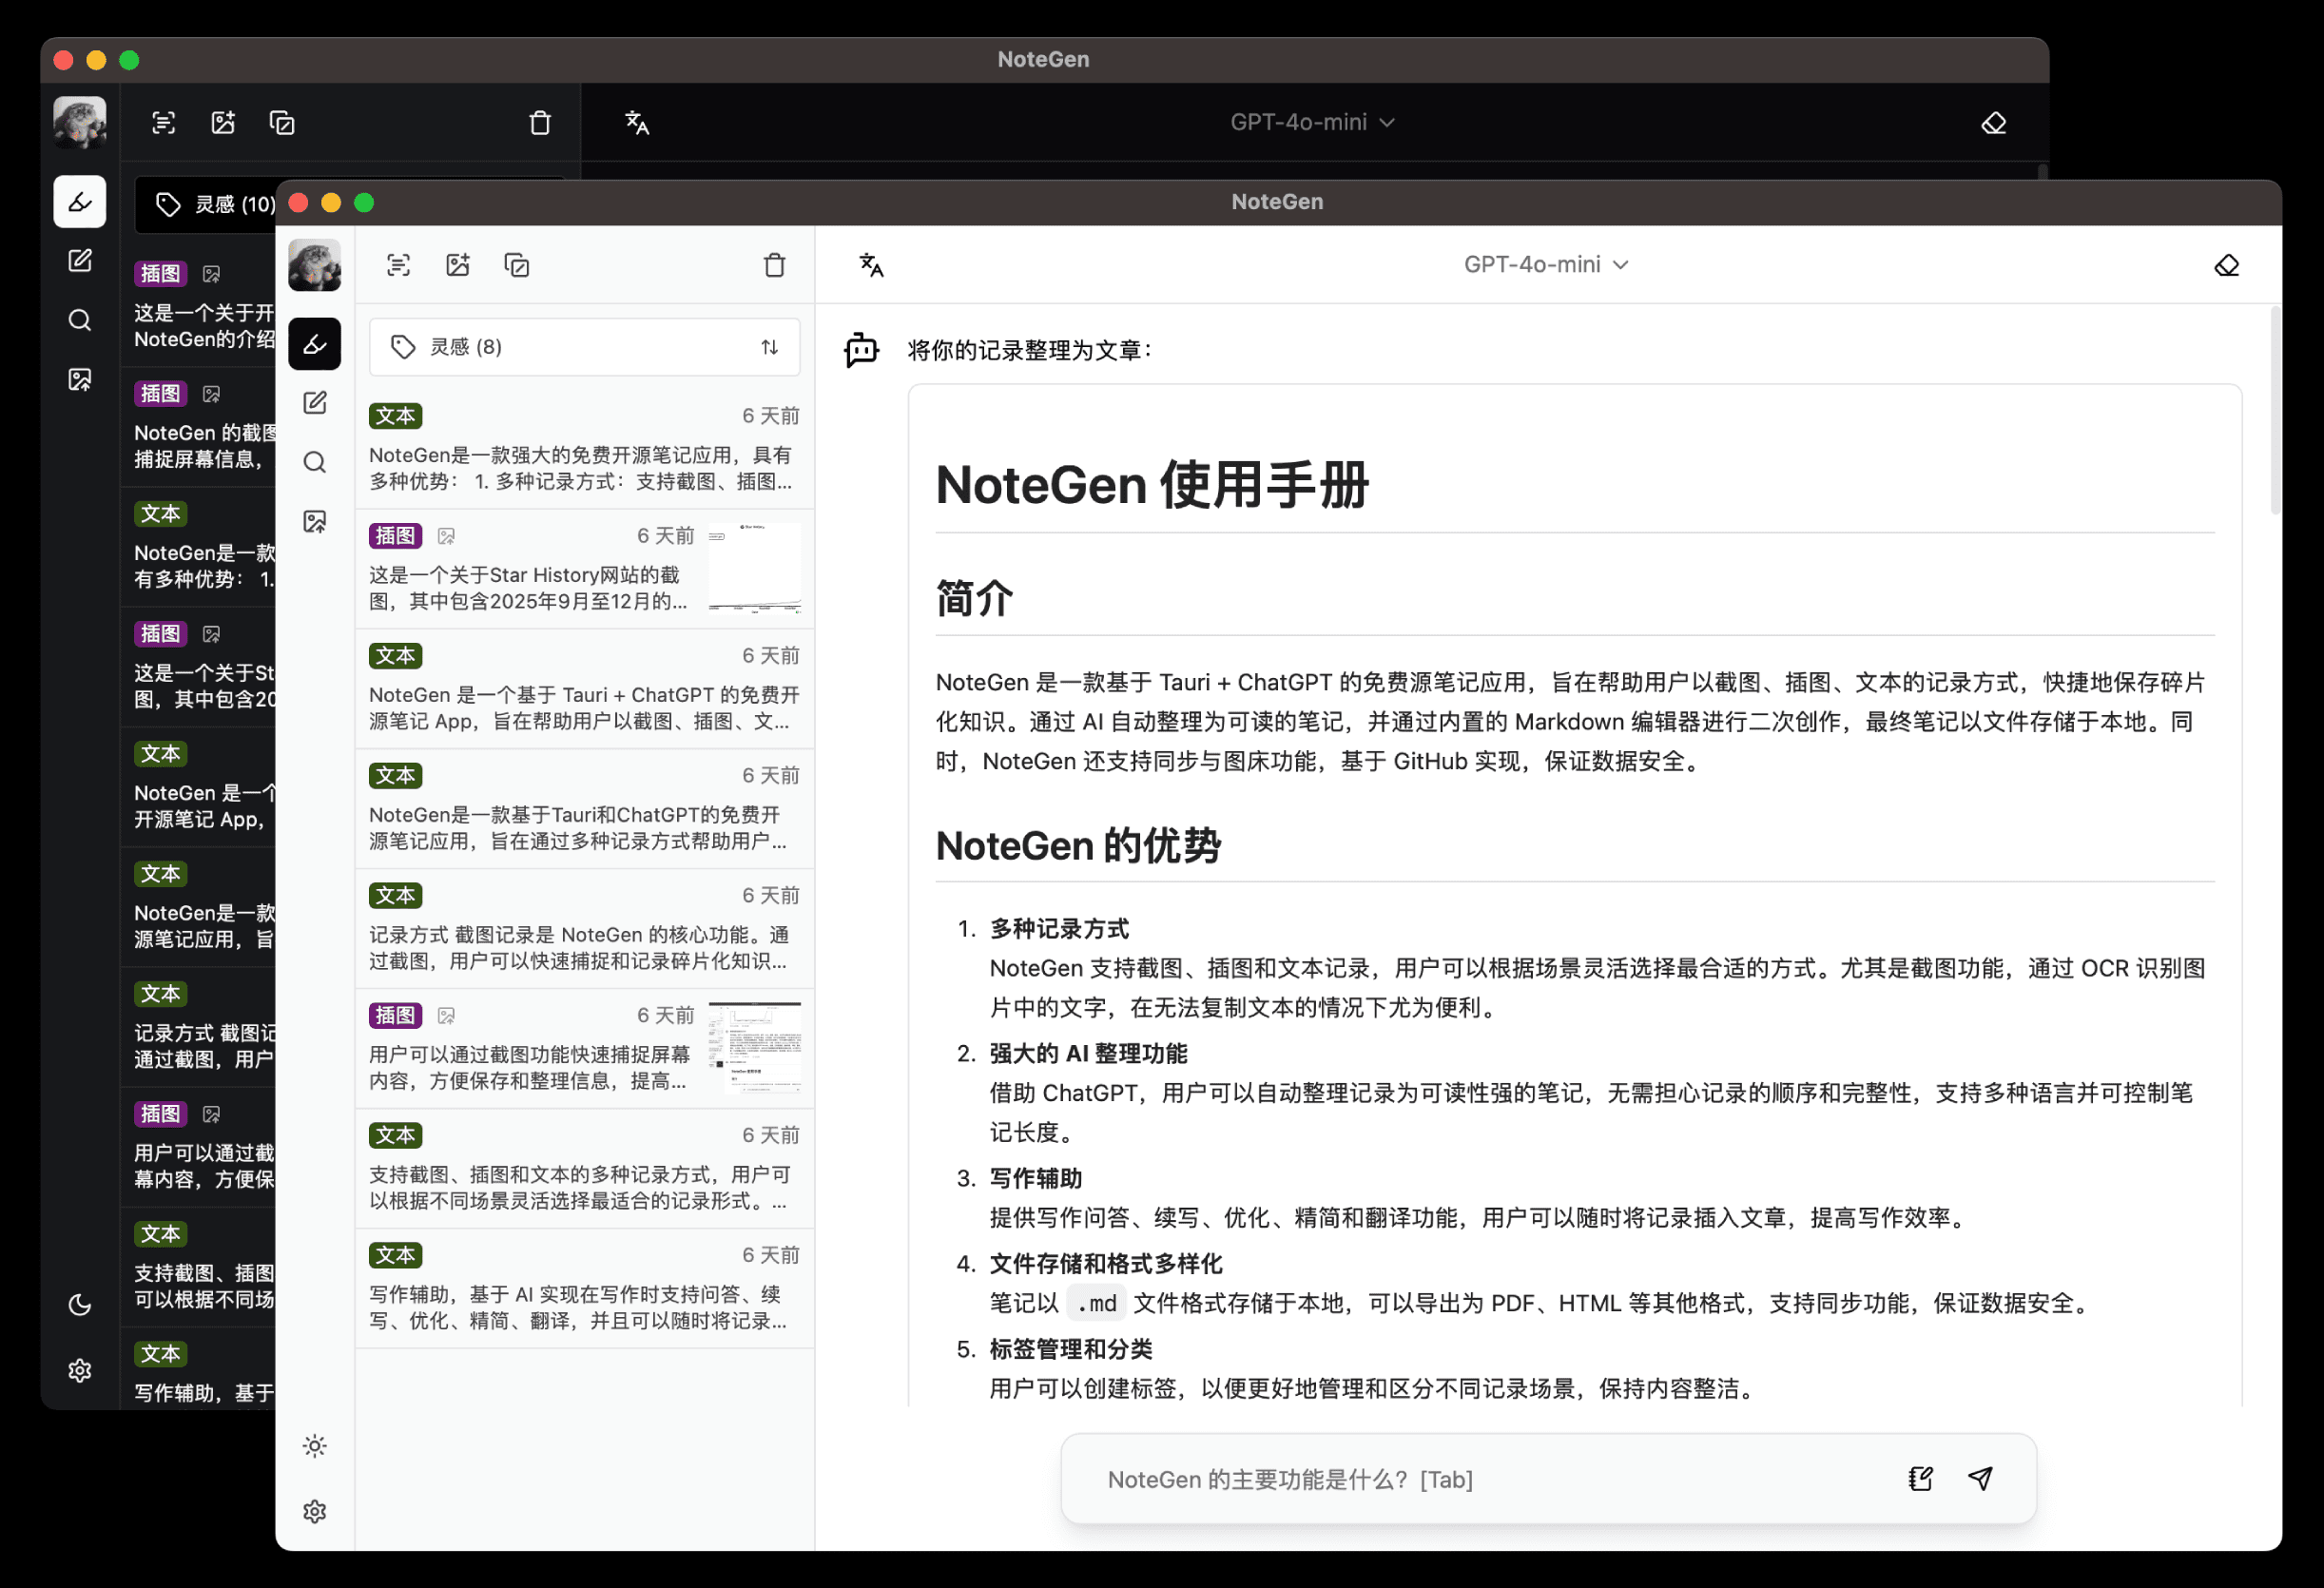 NoteGen
GPT-4o-mini
灵感 (10)
插图
这是一个关于开
NoteGen的介绍
插图
NoteGen 的截图
捕捉屏幕信息，
文本
NoteGen是一款
有多种优势： 1.
插图
这是一个关于St
图，其中包含20
文本
NoteGen 是一个
开源笔记 App，
文本
NoteGen是一款
源笔记应用，旨
文本
记录方式 截图记
通过截图，用户
插图
用户可以通过截
幕内容，方便保
文本
支持截图、插图
可以根据不同场
文本
写作辅助，基于
NoteGen
GPT-4o-mini
灵感 (8)
文本 6 天前
NoteGen是一款强大的免费开源笔记应用，具有
多种优势： 1. 多种记录方式：支持截图、插图...
插图 6 天前
这是一个关于Star History网站的截
图，其中包含2025年9月至12月的...
文本 6 天前
NoteGen 是一个基于 Tauri + ChatGPT 的免费开
源笔记 App，旨在帮助用户以截图、插图、文...
文本 6 天前
NoteGen是一款基于Tauri和ChatGPT的免费开
源笔记应用，旨在通过多种记录方式帮助用户...
文本 6 天前
记录方式 截图记录是 NoteGen 的核心功能。通
过截图，用户可以快速捕捉和记录碎片化知识...
插图 6 天前
用户可以通过截图功能快速捕捉屏幕
内容，方便保存和整理信息，提高...
文本 6 天前
支持截图、插图和文本的多种记录方式，用户可
以根据不同场景灵活选择最适合的记录形式。...
文本 6 天前
写作辅助，基于 AI 实现在写作时支持问答、续
写、优化、精简、翻译，并且可以随时将记录...
将你的记录整理为文章：
NoteGen 使用手册
简介
NoteGen 是一款基于 Tauri + ChatGPT 的免费源笔记应用，旨在帮助用户以截图、插图、文本的记录方式，快捷地保存碎片
化知识。通过 AI 自动整理为可读的笔记，并通过内置的 Markdown 编辑器进行二次创作，最终笔记以文件存储于本地。同
时，NoteGen 还支持同步与图床功能，基于 GitHub 实现，保证数据安全。
NoteGen 的优势
1. 多种记录方式
NoteGen 支持截图、插图和文本记录，用户可以根据场景灵活选择最合适的方式。尤其是截图功能，通过 OCR 识别图
片中的文字，在无法复制文本的情况下尤为便利。
2. 强大的 AI 整理功能
借助 ChatGPT，用户可以自动整理记录为可读性强的笔记，无需担心记录的顺序和完整性，支持多种语言并可控制笔
记长度。
3. 写作辅助
提供写作问答、续写、优化、精简和翻译功能，用户可以随时将记录插入文章，提高写作效率。
4. 文件存储和格式多样化
笔记以 .md 文件格式存储于本地，可以导出为 PDF、HTML 等其他格式，支持同步功能，保证数据安全。
5. 标签管理和分类
用户可以创建标签，以便更好地管理和区分不同记录场景，保持内容整洁。
NoteGen 的主要功能是什么？[Tab]